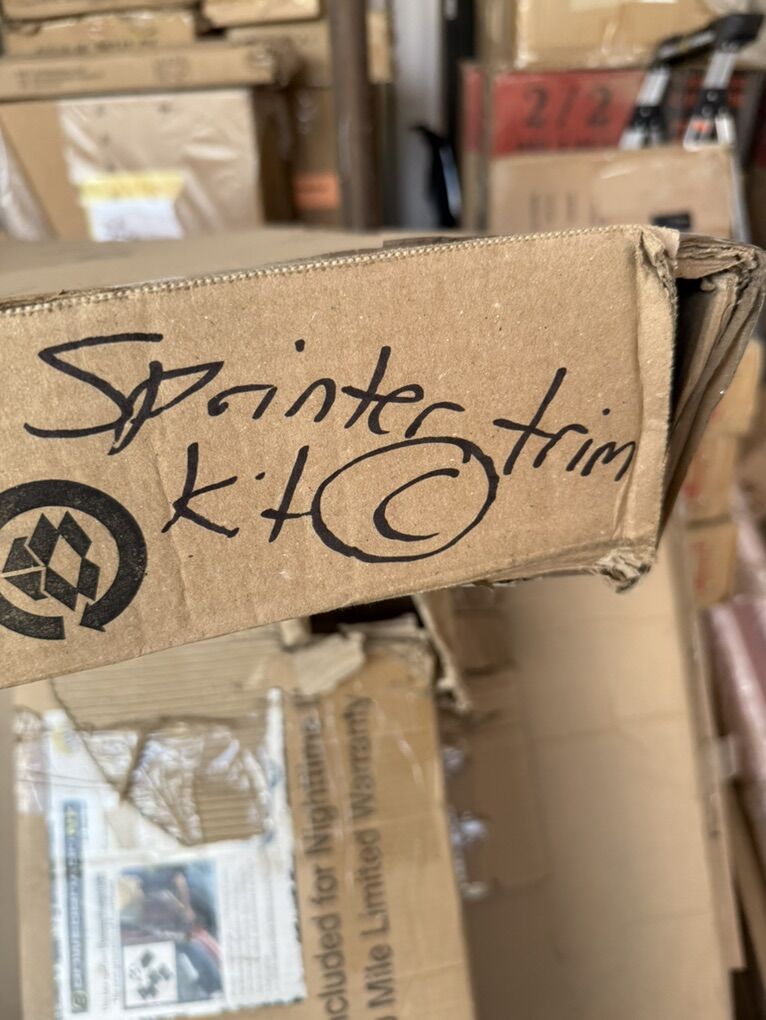 2/2
Sprinter trim
kit ©
ncluded for Nighttime
Mile Limited Warranty